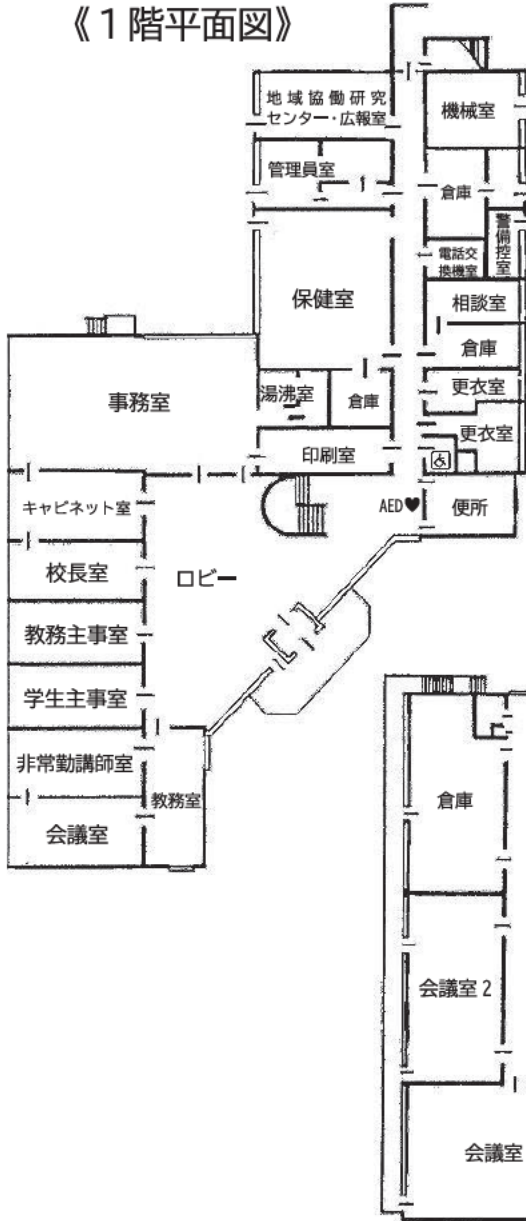 《１階平面図》
地域協働研究
センター・広報室
機械室
管理員室
倉庫
警備控室
電話交
換機室
保健室
相談室
倉庫
事務室
湯沸室
倉庫
更衣室
更衣室
印刷室
キャビネット室
AED♥
便所
校長室
ロビー
教務主事室
学生主事室
非常勤講師室
教務室
会議室
倉庫
会議室２
会議室